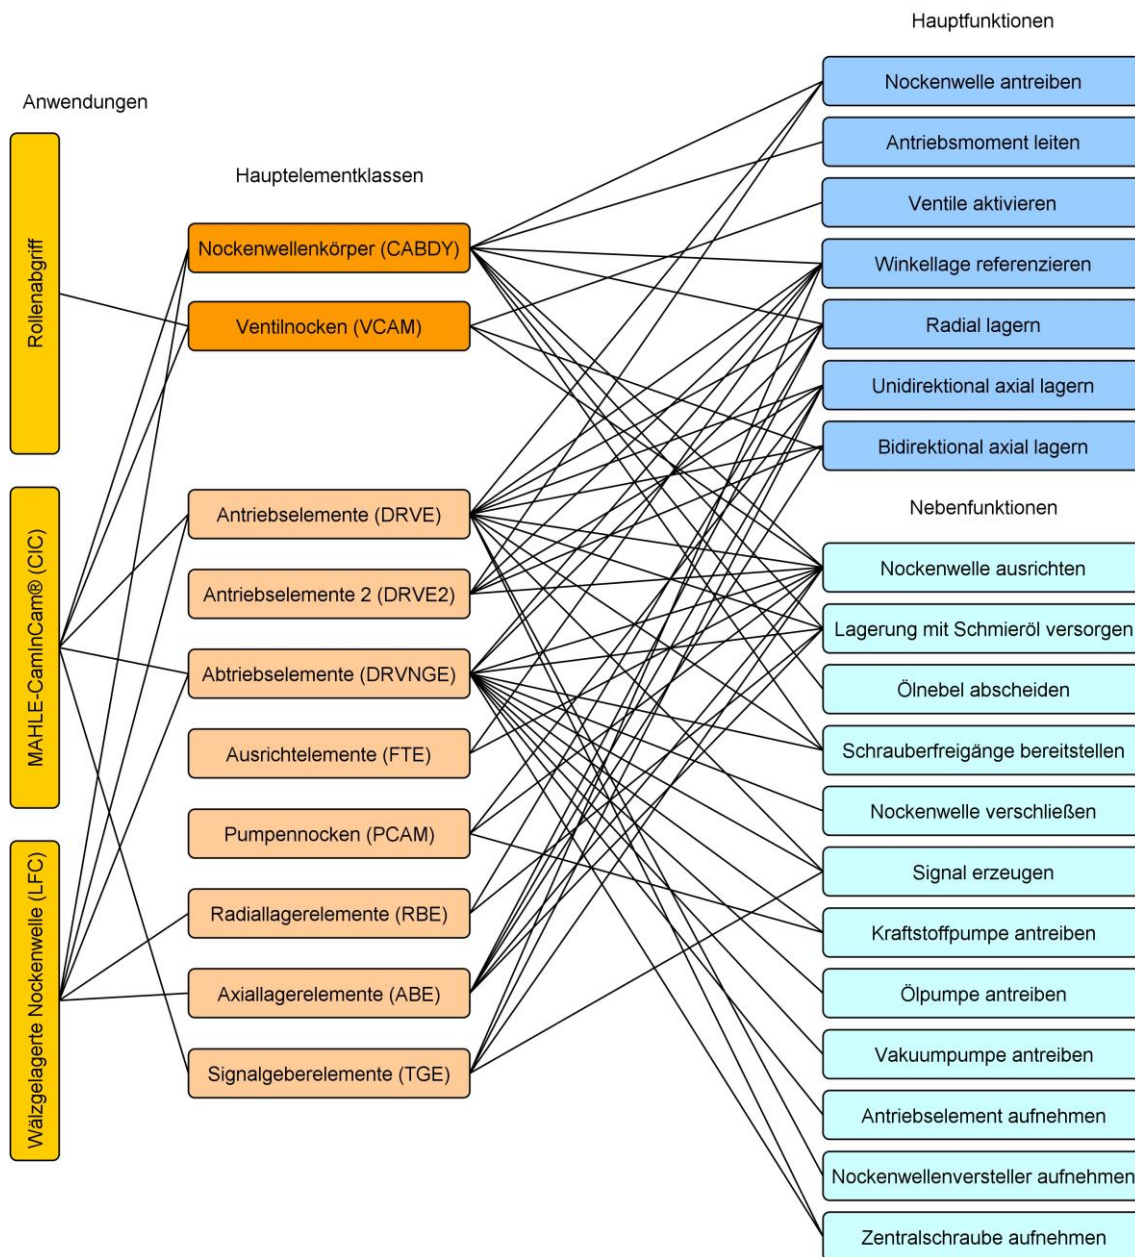 Anwendungen
Rollenabgriff
MAHLE-CamInCam® (CIC)
Wälzgelagerte Nockenwelle (LFC)
Hauptelementklassen
Nockenwellenkörper (CABDY)
Ventilnocken (VCAM)
Antriebselemente (DRVE)
Antriebselemente 2 (DRVE2)
Abtriebselemente (DRVNGE)
Ausrichtelemente (FTE)
Pumpennocken (PCAM)
Radiallagerelemente (RBE)
Axiallagerelemente (ABE)
Signalgeberelemente (TGE)
Hauptfunktionen
Nockenwelle antreiben
Antriebsmoment leiten
Ventile aktivieren
Winkellage referenzieren
Radial lagern
Unidirektional axial lagern
Bidirektional axial lagern
Nebenfunktionen
Nockenwelle ausrichten
Lagerung mit Schmieröl versorgen
Ölnebel abscheiden
Schrauberfreigänge bereitstellen
Nockenwelle verschließen
Signal erzeugen
Kraftstoffpumpe antreiben
Ölpumpe antreiben
Vakuumpumpe antreiben
Antriebselement aufnehmen
Nockenwellenversteller aufnehmen
Zentralschraube aufnehmen